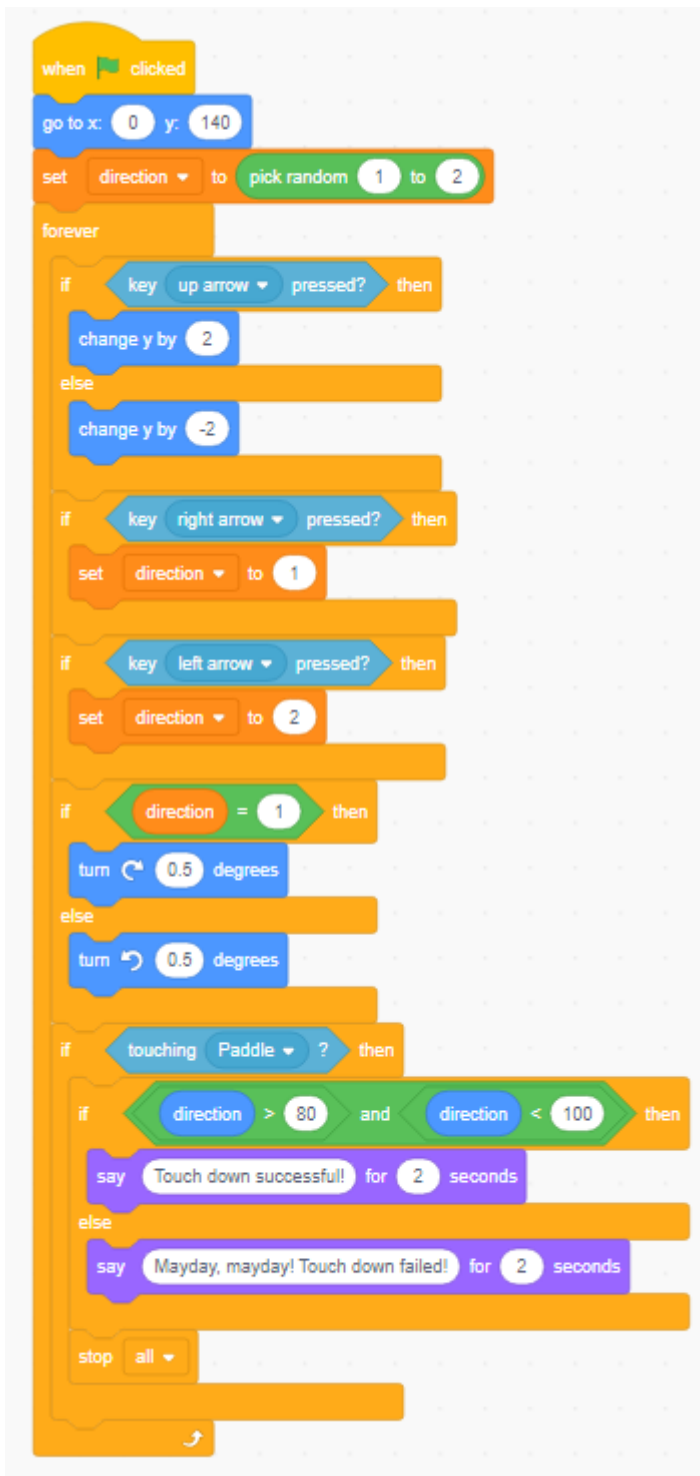 when clicked
go to x: 0 y: 140
set direction to pick random 1 to 2
forever
if key up arrow pressed? then
change y by 2
else
change y by -2
if key right arrow pressed? then
set direction to 1
if key left arrow pressed? then
set direction to 2
if direction = 1 then
turn 0.5 degrees
else
turn 0.5 degrees
if touching Paddle ? then
if direction > 80 and direction < 100 then
say Touch down successful! for 2 seconds
else
say Mayday, mayday! Touch down failed! for 2 seconds
stop all